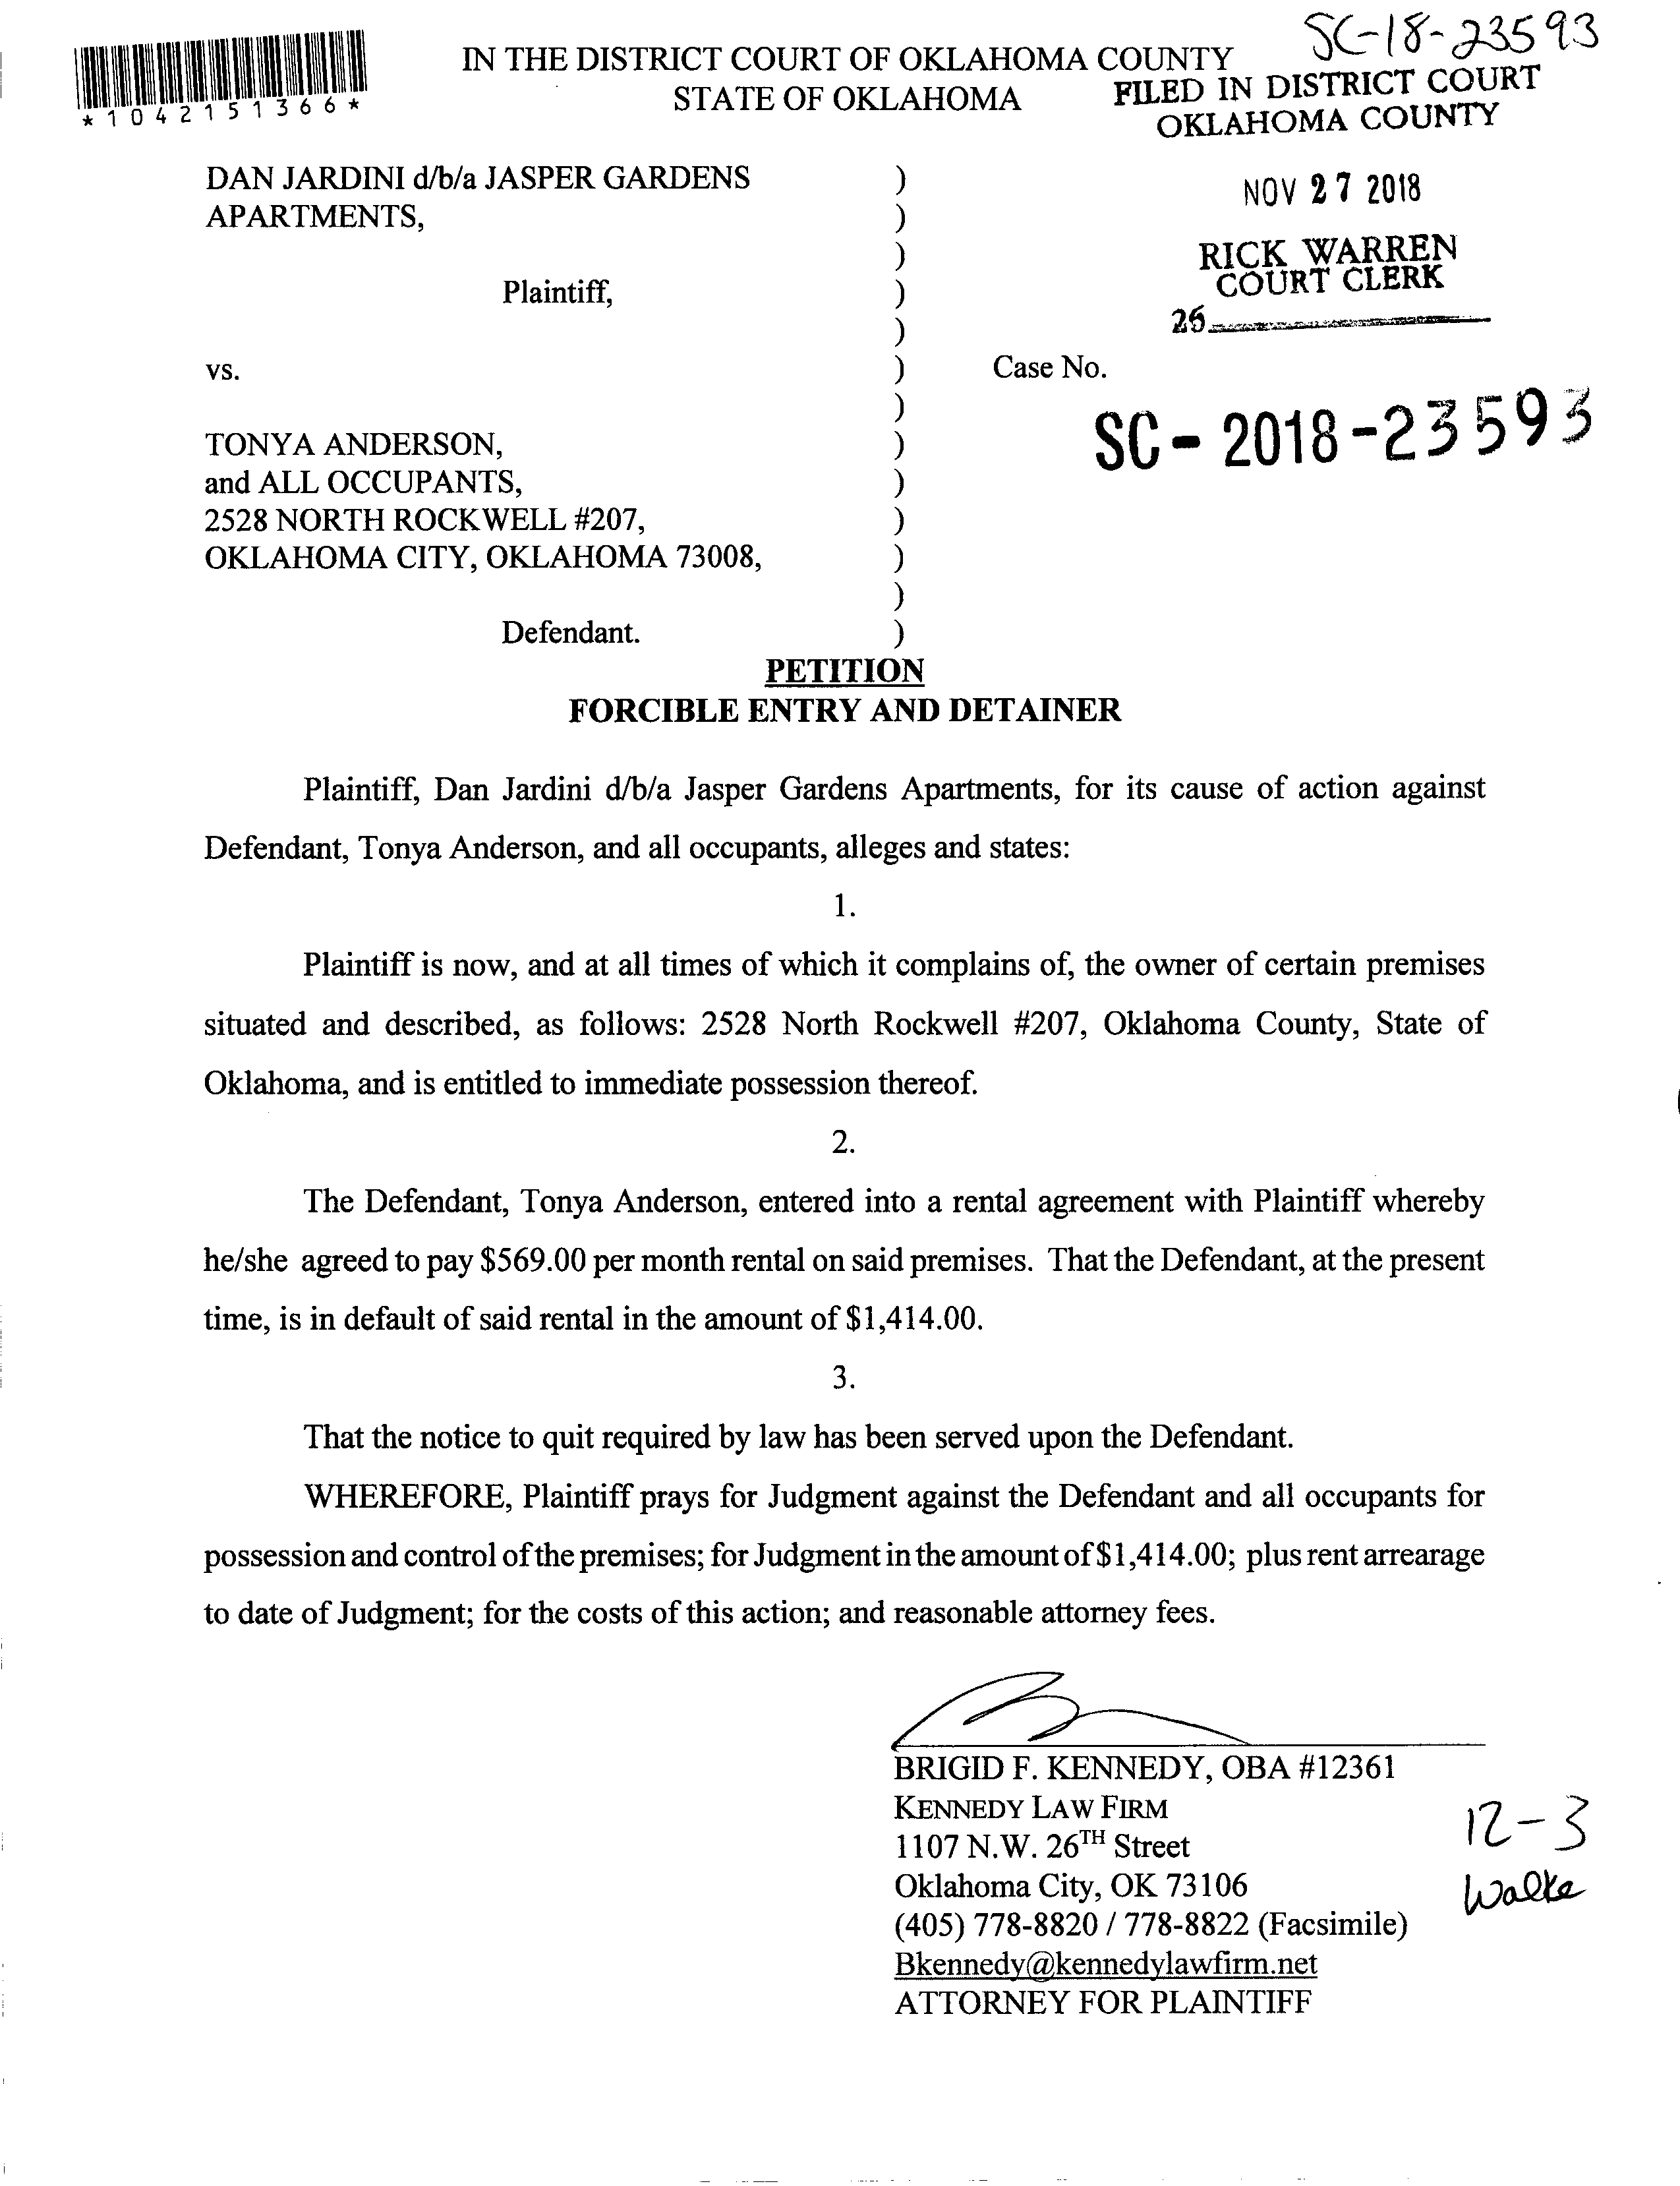 SC-18-23593
IN THE DISTRICT COURT OF OKLAHOMA COUNTY
STATE OF OKLAHOMA
FILED IN DISTRICT COURT
OKLAHOMA COUNTY
*1042151366*
DAN JARDINI d/b/a JASPER GARDENS )
APARTMENTS, )
)
Plaintiff, )
)
vs. )
)
TONYA ANDERSON, )
and ALL OCCUPANTS, )
2528 NORTH ROCKWELL #207, )
OKLAHOMA CITY, OKLAHOMA 73008, )
)
Defendant. )
NOV 27 2018
RICK WARREN
COURT CLERK
26
Case No.
SC-2018-23593
PETITION
FORCIBLE ENTRY AND DETAINER
Plaintiff, Dan Jardini d/b/a Jasper Gardens Apartments, for its cause of action against
Defendant, Tonya Anderson, and all occupants, alleges and states:
1.
Plaintiff is now, and at all times of which it complains of, the owner of certain premises
situated and described, as follows: 2528 North Rockwell #207, Oklahoma County, State of
Oklahoma, and is entitled to immediate possession thereof.
2.
The Defendant, Tonya Anderson, entered into a rental agreement with Plaintiff whereby
he/she agreed to pay $569.00 per month rental on said premises. That the Defendant, at the present
time, is in default of said rental in the amount of $1,414.00.
3.
That the notice to quit required by law has been served upon the Defendant.
WHEREFORE, Plaintiff prays for Judgment against the Defendant and all occupants for
possession and control of the premises; for Judgment in the amount of $1,414.00; plus rent arrearage
to date of Judgment; for the costs of this action; and reasonable attorney fees.
BRIGID F. KENNEDY, OBA #12361
KENNEDY LAW FIRM
1107 N.W. 26TH Street
Oklahoma City, OK 73106
(405) 778-8820 / 778-8822 (Facsimile)
Bkennedy@kennedylawfirm.net
ATTORNEY FOR PLAINTIFF
12-3
Walke